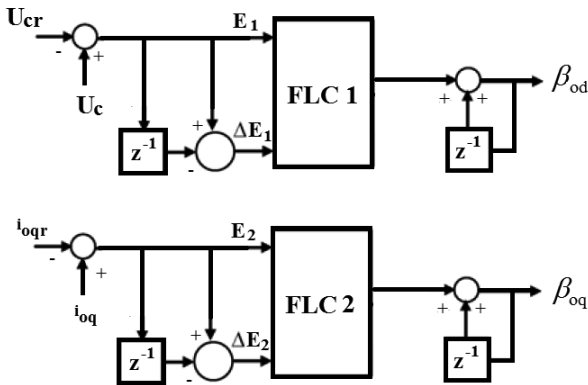 Ucr
-
+
Uc
E1
FLC 1
z-1
+
-
ΔE1
+
+
z-1
βod
ioqr
-
+
ioq
E2
FLC 2
z-1
+
-
ΔE2
+
+
z-1
βoq